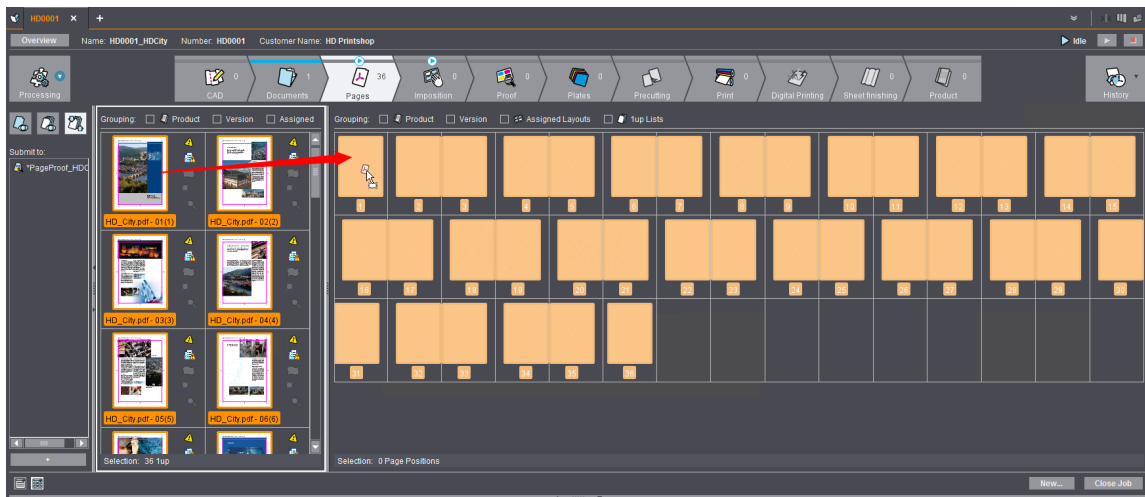 HD0001 × +
Overview Name: HD0001_HDCity Number: HD0001 Customer Name: HD Printshop Idle
Processing
CAD 0
Documents 1
Pages 36
Imposition 0
Proof 0
Plates 0
Precutting
Print 0
Digital Printing
Sheet finishing 0
Product 0
History
Submit to:
*PageProof_HDC
+
Grouping: Product Version Assigned
HD_City.pdf - 01(1) HD_City.pdf - 02(2)
HD_City.pdf - 03(3) HD_City.pdf - 04(4)
HD_City.pdf - 05(5) HD_City.pdf - 06(6)
Selection: 36 1up
Grouping: Product Version Assigned Layouts 1up Lists
1 2 3 4 5 6 7 8 9 10 11 12 13 14 15
16 17 18 19 20 21 22 23 24 25 26 27 28 29 30
31 32 33 34 35 36
Selection: 0 Page Positions
New... Close Job